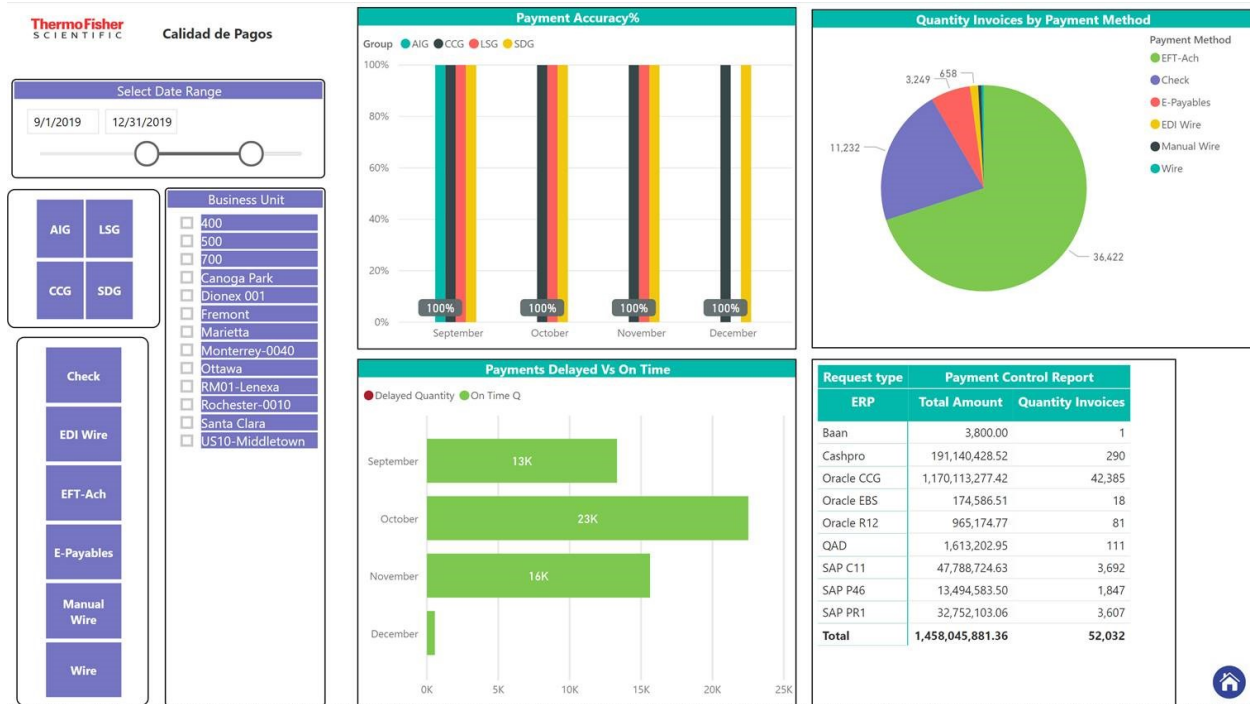 ThermoFisher
SCIENTIFIC
Calidad de Pagos
Select Date Range
9/1/2019 12/31/2019
AIG LSG
CCG SDG
Check
EDI Wire
EFT-Ach
E-Payables
Manual
Wire
Wire
Business Unit
400
500
700
Canoga Park
Dionex 001
Fremont
Marietta
Monterrey-0040
Ottawa
RM01-Lenexa
Rochester-0010
Santa Clara
US10-Middletown
Payment Accuracy%
Group AIG CCG LSG SDG
100%
80%
60%
40%
20%
0%
100% 100% 100% 100%
September October November December
Payments Delayed Vs On Time
Delayed Quantity On Time Q
September 13K
October 23K
November 16K
December
0K 5K 10K 15K 20K 25K
Quantity Invoices by Payment Method
Payment Method
EFT-Ach
Check
E-Payables
EDI Wire
Manual Wire
Wire
658
3,249
11,232
36,422
Request type Payment Control Report
ERP Total Amount Quantity Invoices
Baan 3,800.00 1
Cashpro 191,140,428.52 290
Oracle CCG 1,170,113,277.42 42,385
Oracle EBS 174,586.51 18
Oracle R12 965,174.77 81
QAD 1,613,202.95 111
SAP C11 47,788,724.63 3,692
SAP P46 13,494,583.50 1,847
SAP PR1 32,752,103.06 3,607
Total 1,458,045,881.36 52,032